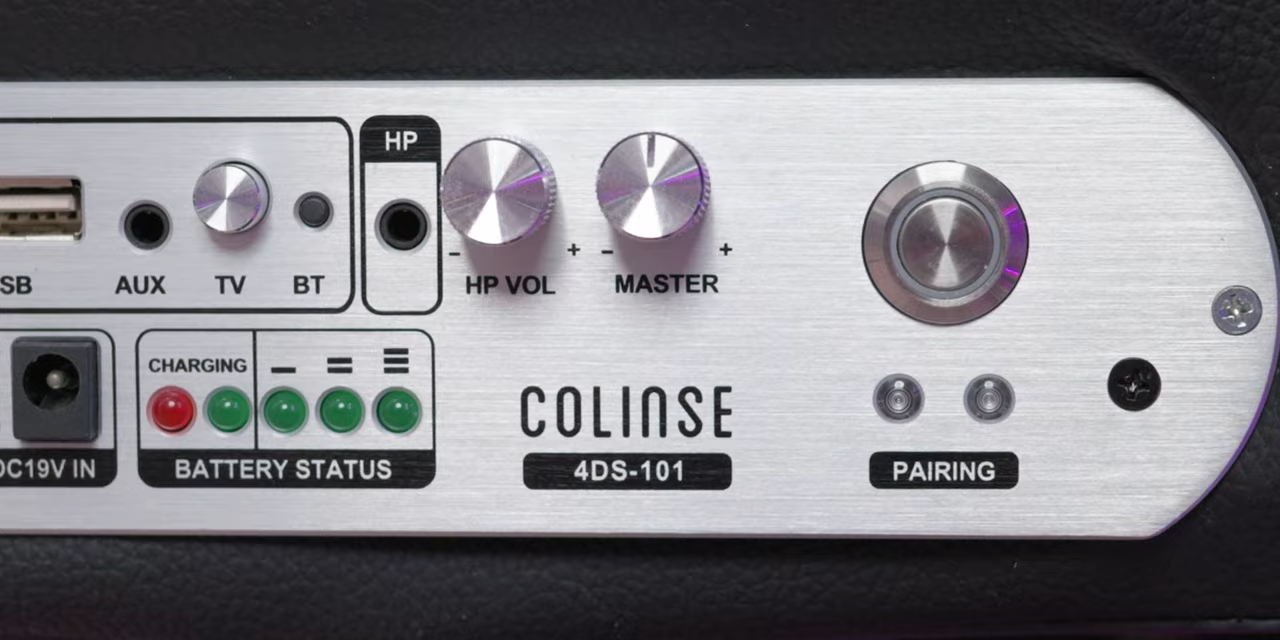 HP
SB
AUX
TV
BT
- +
HP VOL
- +
MASTER
CHARGING
DC19V IN
BATTERY STATUS
COLINSE
4DS-101
PAIRING